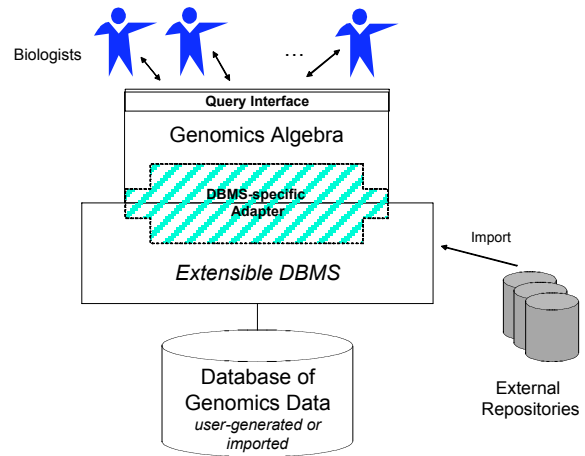 Biologists
...
Query Interface
Genomics Algebra
DBMS-specific
Adapter
Extensible DBMS
Import
Database of
Genomics Data
user-generated or
imported
External
Repositories